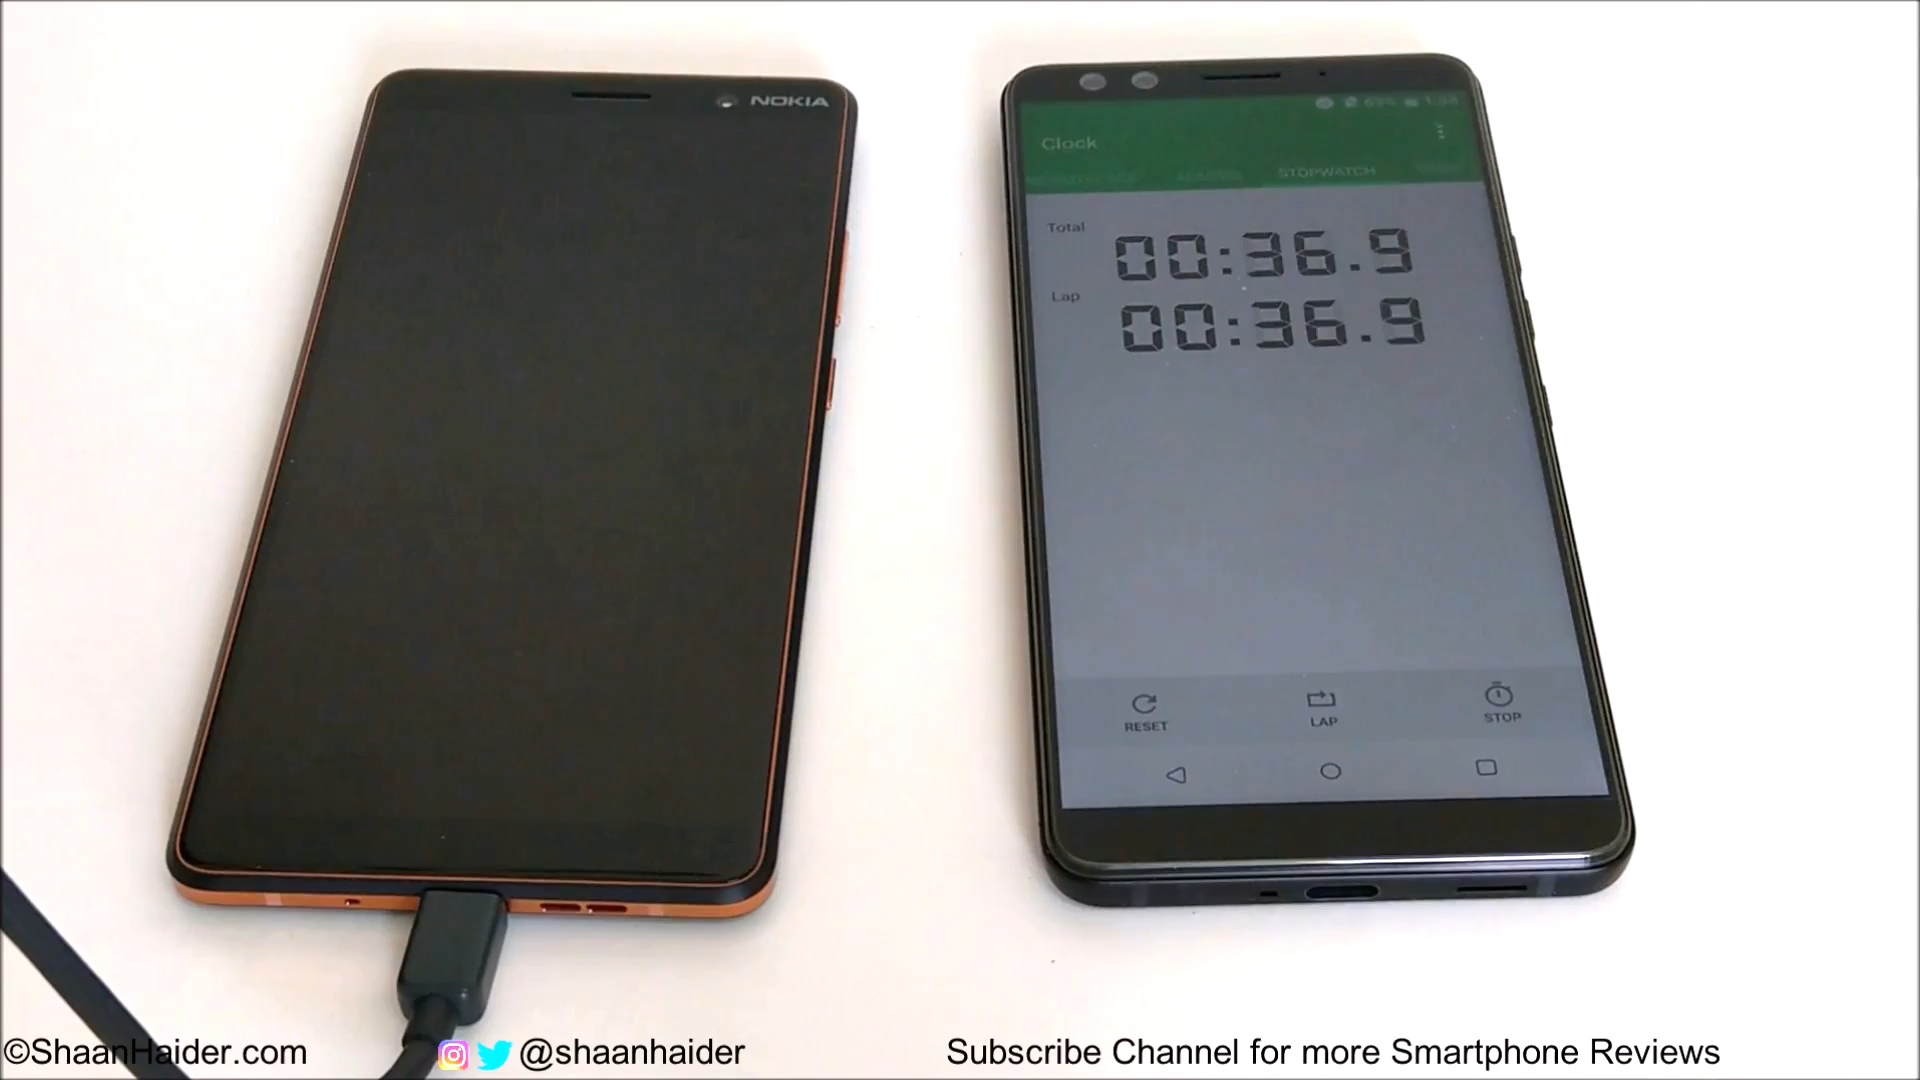 NOKIA
Clock
STOPWATCH
Total
00:36.9
Lap
00:36.9
RESET
LAP
STOP
©ShaanHaider.com
@shaanhaider
Subscribe Channel for more Smartphone Reviews